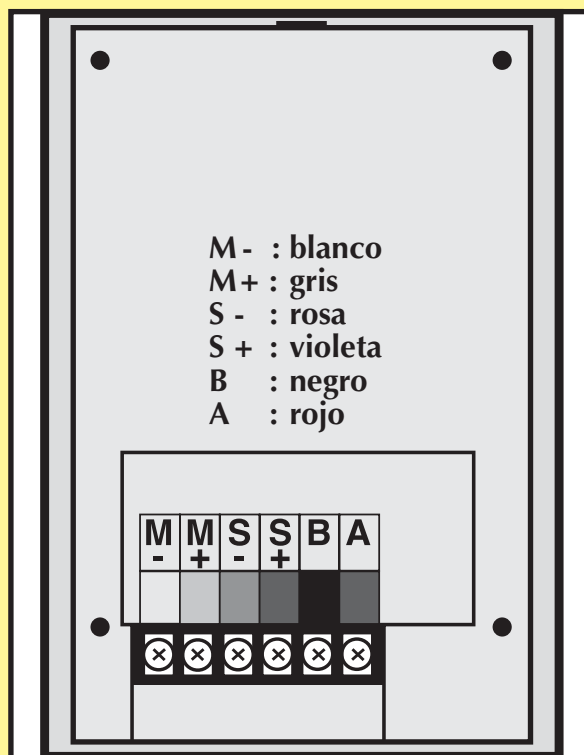 M - : blanco
M + : gris
S - : rosa
S + : violeta
B : negro
A : rojo
M M S S B A
- + - +